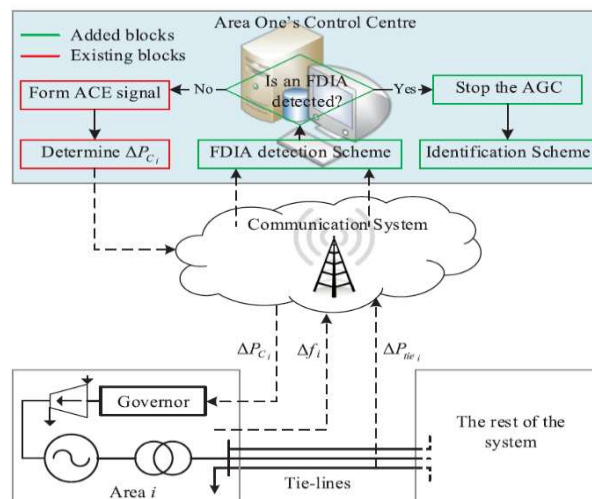 Area One's Control Centre
Added blocks
Existing blocks
Is an FDIA
detected?
No
Yes
Form ACE signal
Stop the AGC
Determine ΔP_{C_i}
FDIA detection Scheme
Identification Scheme
Communication System
ΔP_{C_i}
Δf_i
ΔP_{tie_i}
Governor
The rest of the
system
Tie-lines
Area i